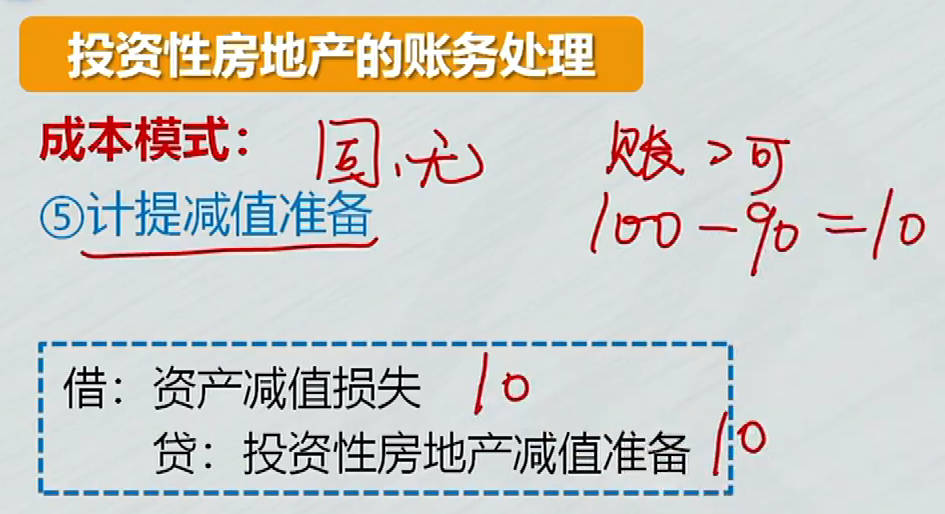 投资性房地产的账务处理
成本模式： 固、无 账>可
⑤计提减值准备 100-90=10
借：资产减值损失 10
贷：投资性房地产减值准备 10